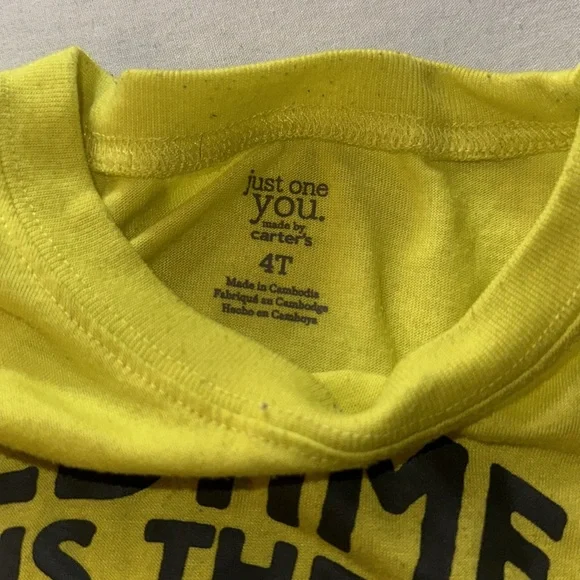 just one
you.
made by
carter's
4T
Made in Cambodia
Fabriqué au Cambodge
Hecho en Camboya
IS THE